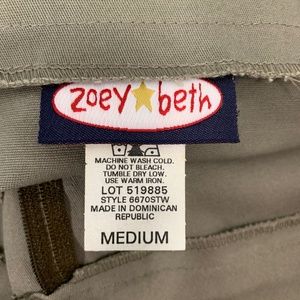 zoey beth
MACHINE WASH COLD.
DO NOT BLEACH.
TUMBLE DRY LOW.
USE WARM IRON.
LOT 519885
STYLE 6670STW
MADE IN DOMINICAN
REPUBLIC
MEDIUM